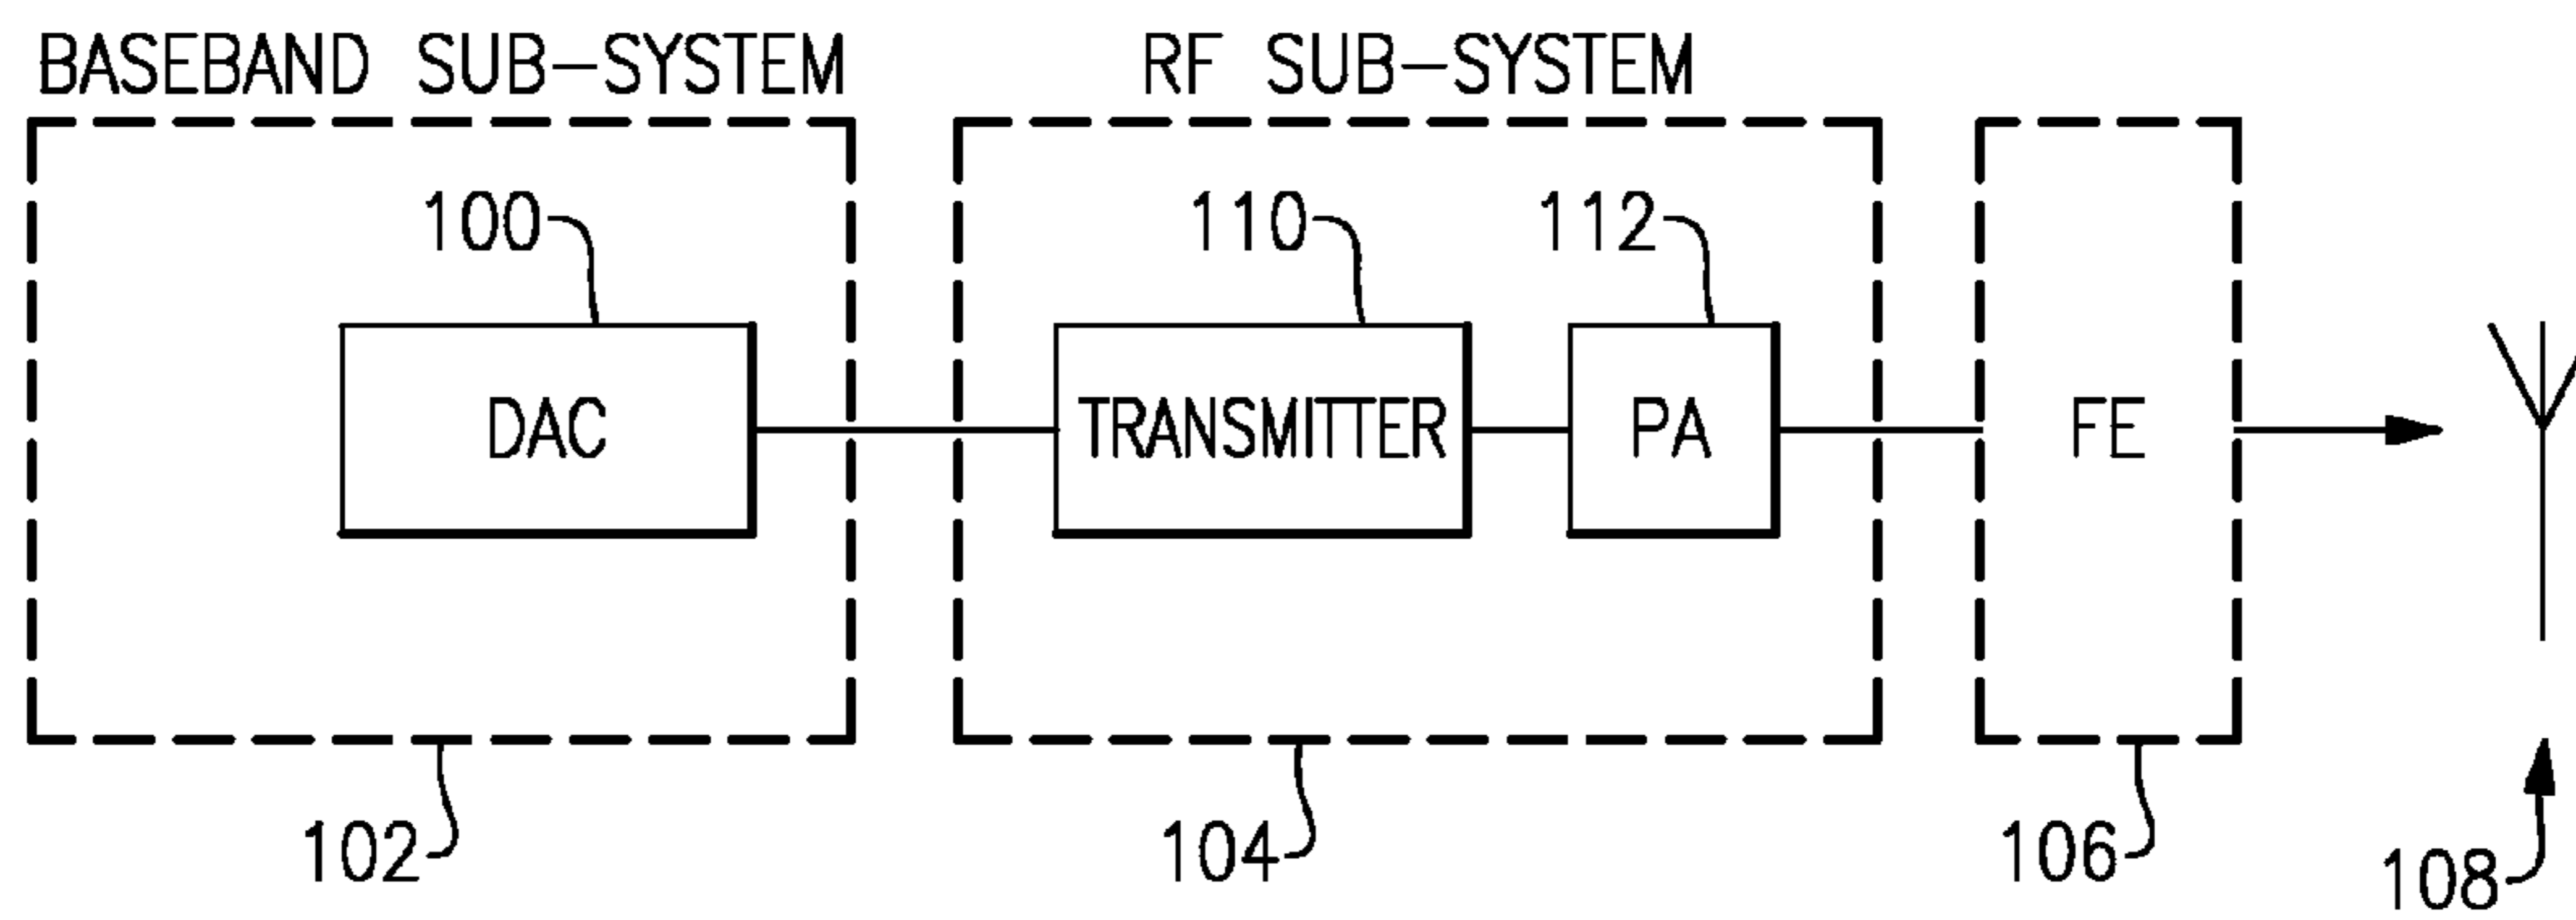 BASEBAND SUB-SYSTEM
RF SUB-SYSTEM
100
110
112
DAC
TRANSMITTER
PA
FE
102
104
106
108